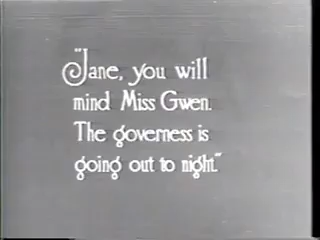 "Jane, you will
mind Miss Gwen.
The governess is
going out to night."